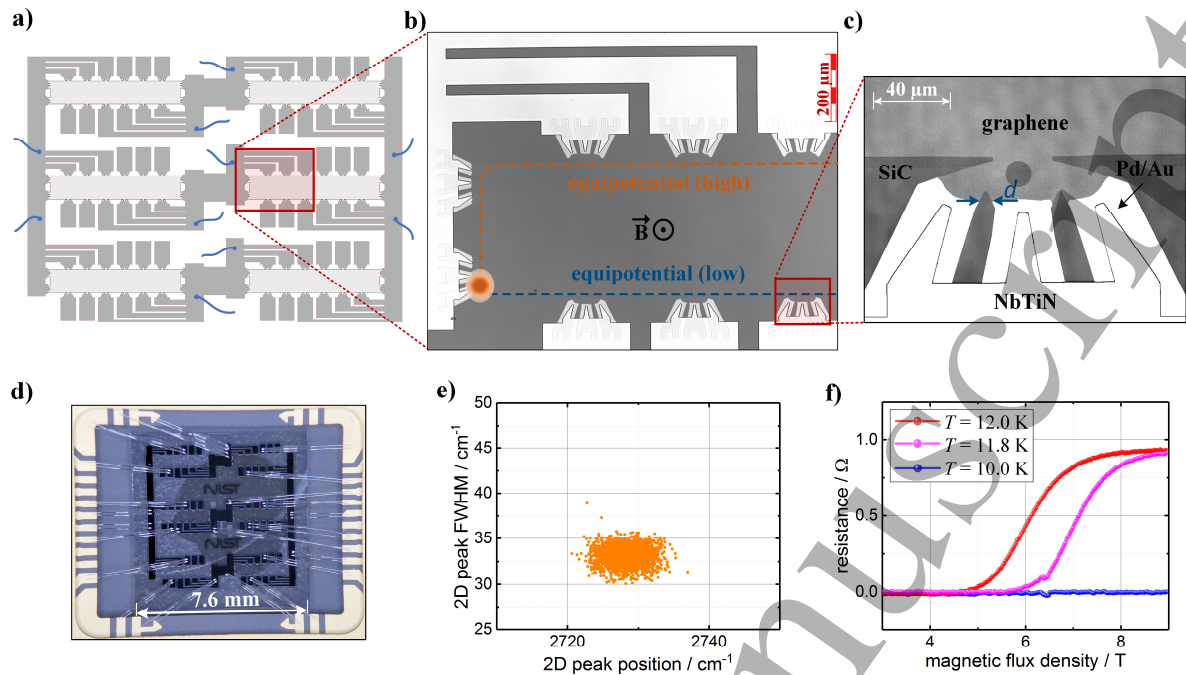 a)
b)
200 μm
equipotential (high)
B
equipotential (low)
c)
40 μm
graphene
SiC
Pd/Au
d
NbTiN
d)
NIST
NIST
7.6 mm
e)
50
45
40
35
30
25
2720
2740
2D peak FWHM / cm-1
2D peak position / cm-1
f)
T = 12.0 K
T = 11.8 K
T = 10.0 K
1.0
0.5
0.0
4
6
8
resistance / Ω
magnetic flux density / T
nuscript